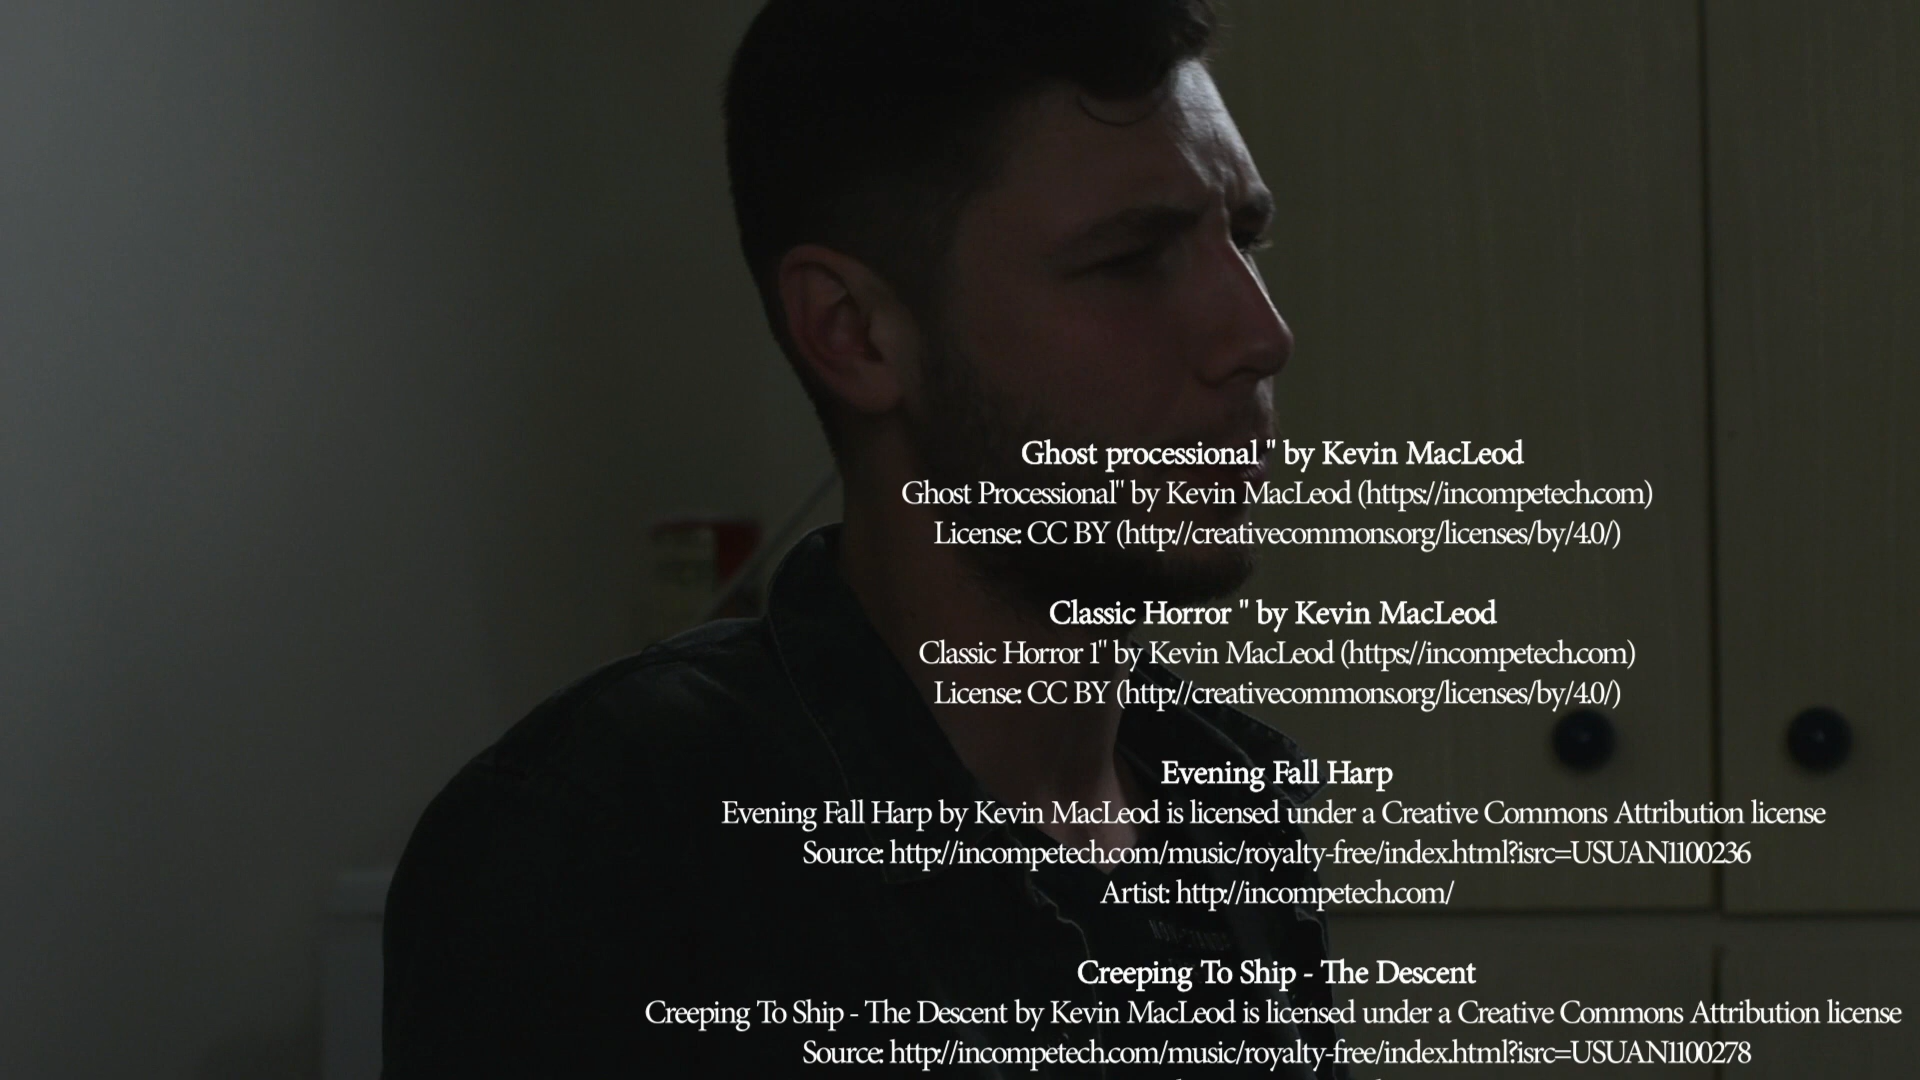 Ghost processional " by Kevin MacLeod
Ghost Processional" by Kevin MacLeod (https://incompetech.com)
License: CC BY (http://creativecommons.org/licenses/by/4.0/)
Classic Horror " by Kevin MacLeod
Classic Horror 1" by Kevin MacLeod (https://incompetech.com)
License: CC BY (http://creativecommons.org/licenses/by/4.0/)
Evening Fall Harp
Evening Fall Harp by Kevin MacLeod is licensed under a Creative Commons Attribution license
Source: http://incompetech.com/music/royalty-free/index.html?isrc=USUAN1100236
Artist: http://incompetech.com/
Creeping To Ship - The Descent
Creeping To Ship - The Descent by Kevin MacLeod is licensed under a Creative Commons Attribution license
Source: http://incompetech.com/music/royalty-free/index.html?isrc=USUAN1100278